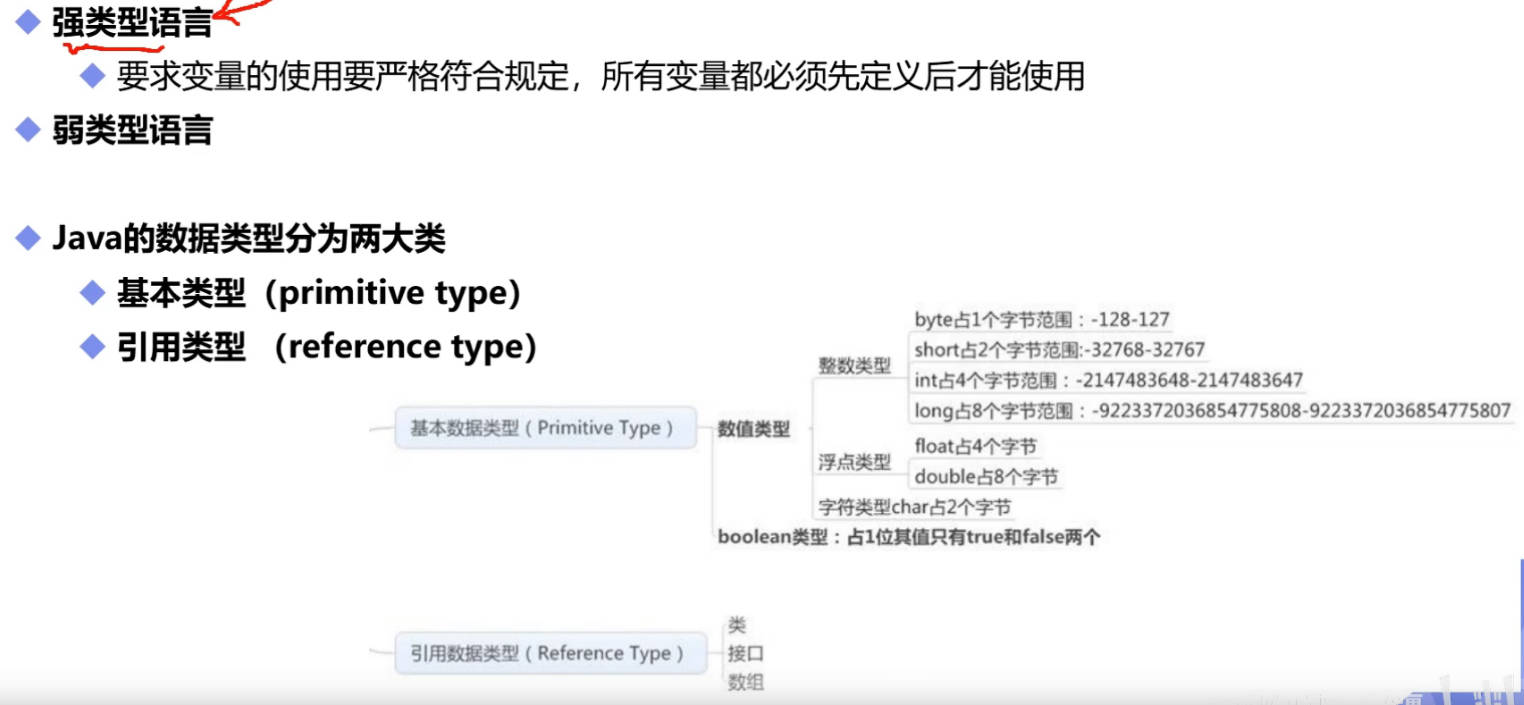 强类型语言
要求变量的使用要严格符合规定，所有变量都必须先定义后才能使用
弱类型语言
Java的数据类型分为两大类
基本类型（primitive type）
引用类型 （reference type）
基本数据类型（Primitive Type）
数值类型
整数类型
byte占1个字节范围：-128-127
short占2个字节范围:-32768-32767
int占4个字节范围：-2147483648-2147483647
long占8个字节范围：-9223372036854775808-9223372036854775807
浮点类型
float占4个字节
double占8个字节
字符类型char占2个字节
boolean类型：占1位其值只有true和false两个
引用数据类型（Reference Type）
类
接口
数组